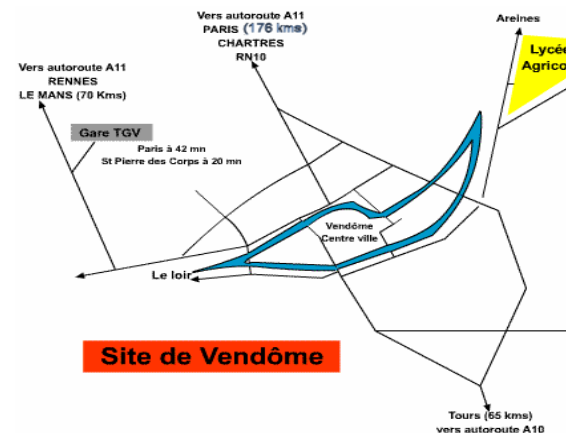 Vers autoroute A11
PARIS (176 kms)
CHARTRES
RN10
Areines
Lycée
Agrico
Vers autoroute A11
RENNES
LE MANS (70 Kms)
Gare TGV
Paris à 42 mn
St Pierre des Corps à 20 mn
Vendôme
Centre ville
Le loir
Site de Vendôme
Tours (65 kms)
vers autoroute A10